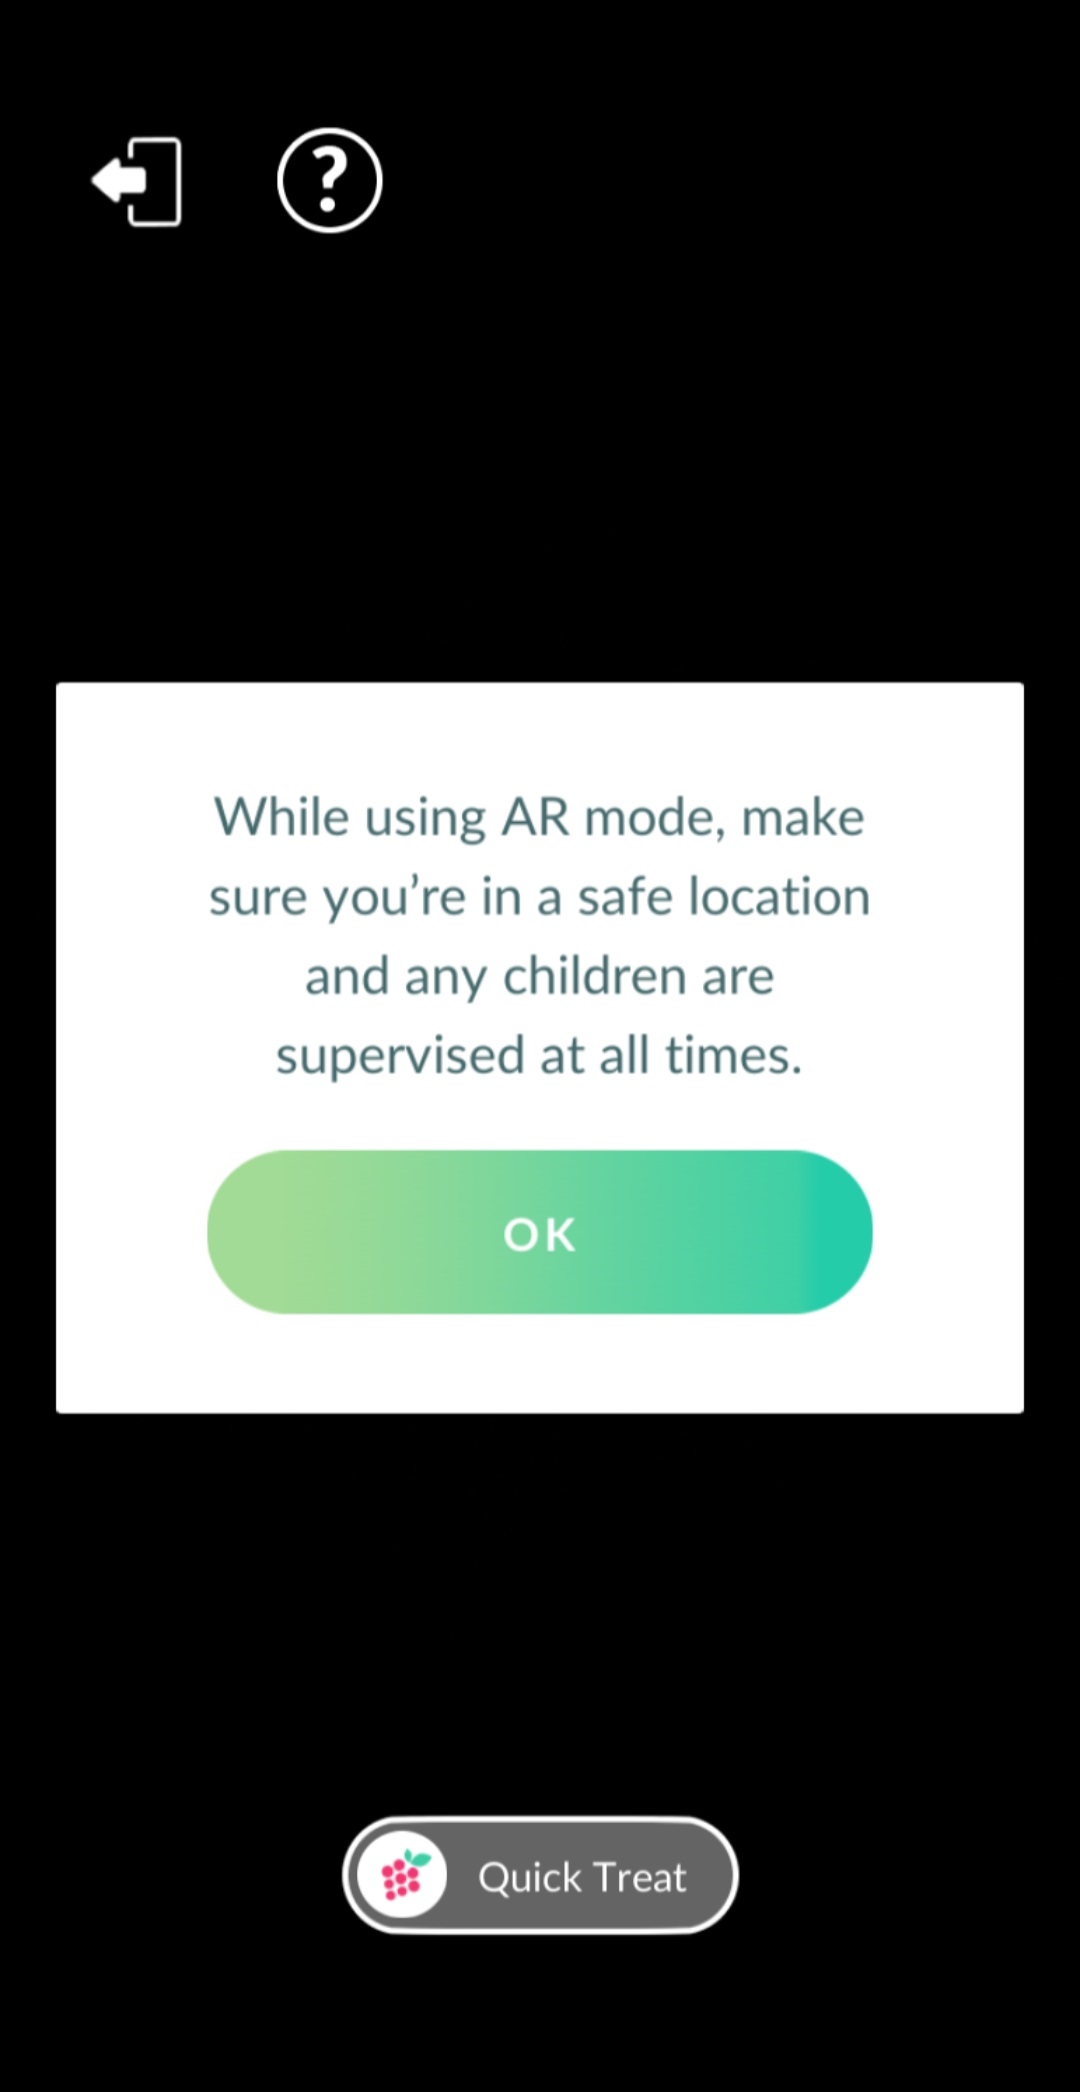 ?
While using AR mode, make
sure you’re in a safe location
and any children are
supervised at all times.
OK
Quick Treat